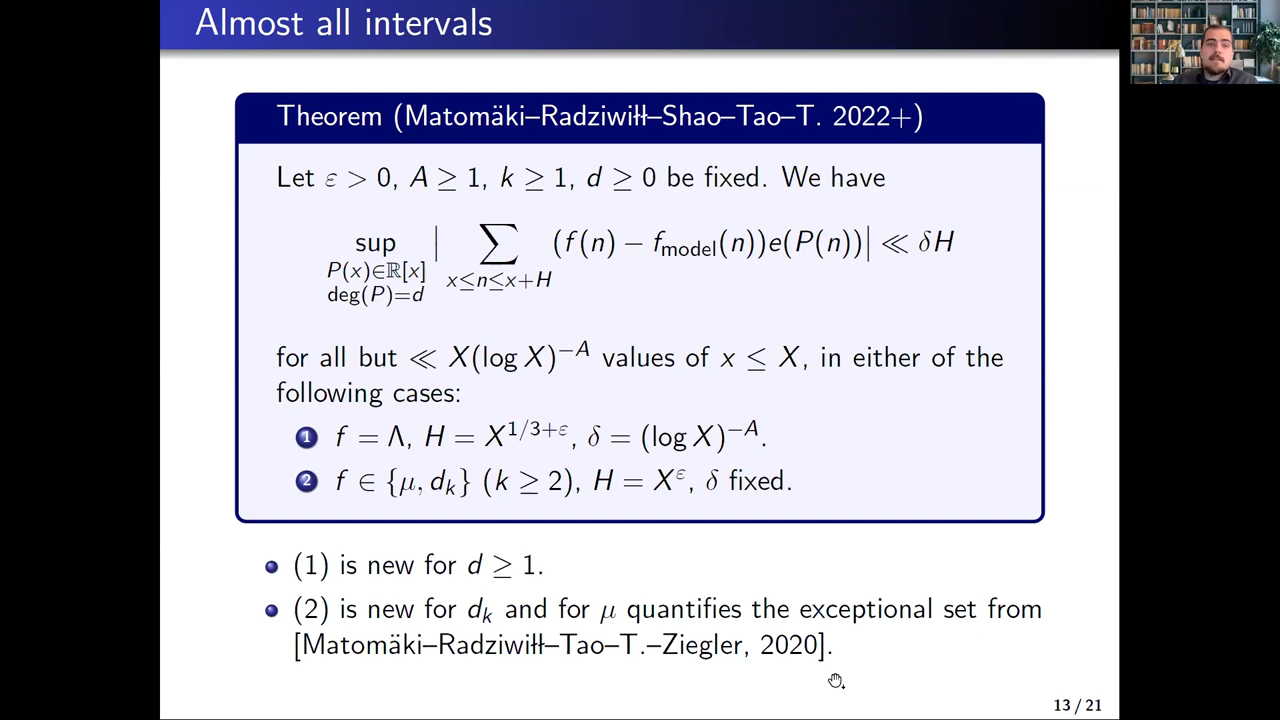 Almost all intervals
Theorem (Matomäki–Radziwiłł–Shao–Tao–T. 2022+)
Let ε > 0, A ≥ 1, k ≥ 1, d ≥ 0 be fixed. We have
sup | ∑ (f(n) − f_model(n))e(P(n))| ≪ δH
P(x)∈ℝ[x] x≤n≤x+H
deg(P)=d
for all but ≪ X(log X)^{−A} values of x ≤ X, in either of the
following cases:
1 f = Λ, H = X^{1/3+ε}, δ = (log X)^{−A}.
2 f ∈ {μ, d_k} (k ≥ 2), H = X^ε, δ fixed.
• (1) is new for d ≥ 1.
• (2) is new for d_k and for μ quantifies the exceptional set from
[Matomäki–Radziwiłł–Tao–T.–Ziegler, 2020].
13 / 21